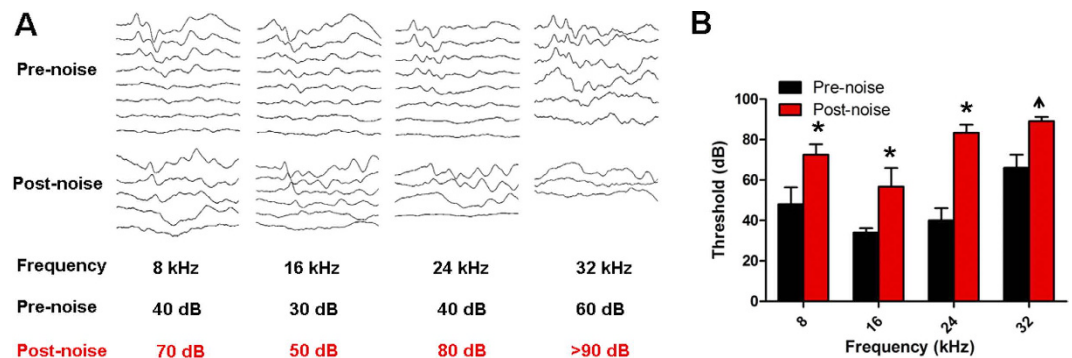 A
Pre-noise
Post-noise
Frequency 8 kHz 16 kHz 24 kHz 32 kHz
Pre-noise 40 dB 30 dB 40 dB 60 dB
Post-noise 70 dB 50 dB 80 dB >90 dB
B
Pre-noise
Post-noise
Threshold (dB)
100
80
60
40
20
0
* * *
8 16 24 32
Frequency (kHz)